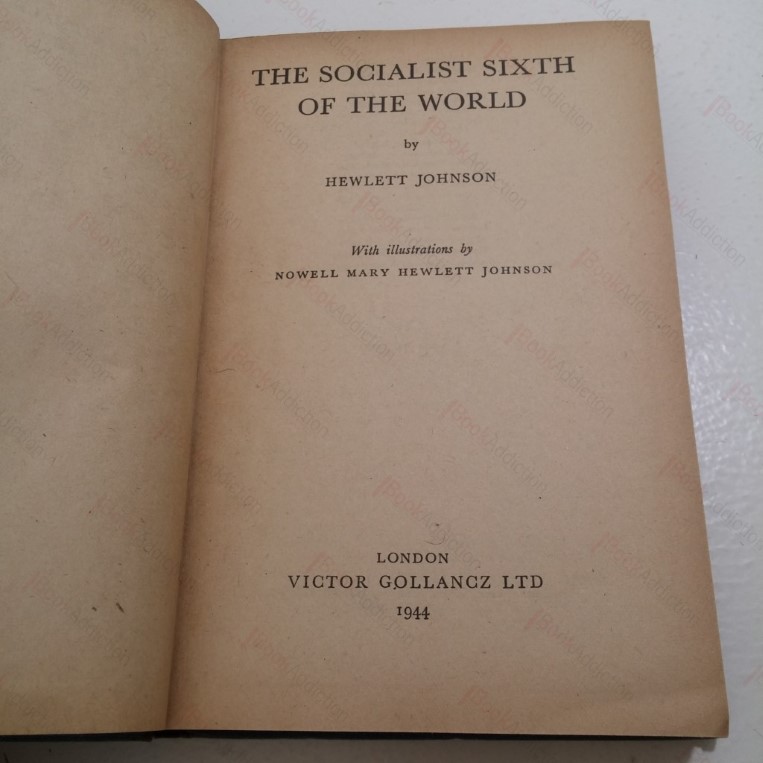 THE SOCIALIST SIXTH
OF THE WORLD
by
HEWLETT JOHNSON
With illustrations by
NOWELL MARY HEWLETT JOHNSON
LONDON
VICTOR GOLLANCZ LTD
1944
BookAddiction